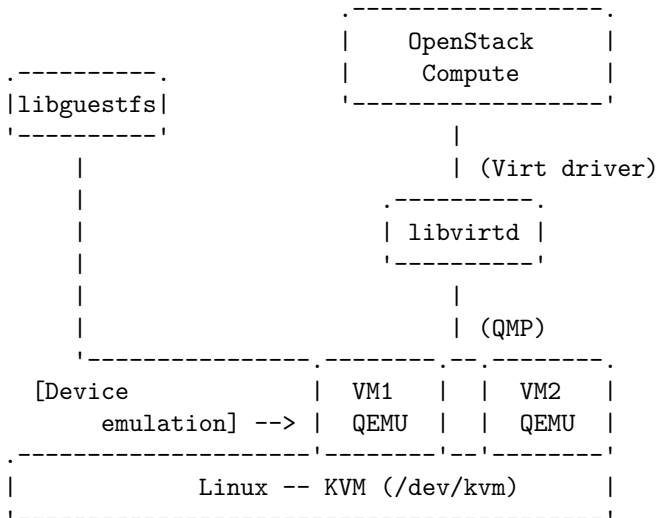 OpenStack
Compute
libguestfs
(Virt driver)
libvirtd
(QMP)
[Device
VM1
VM2
emulation] -->
QEMU
QEMU
Linux -- KVM (/dev/kvm)